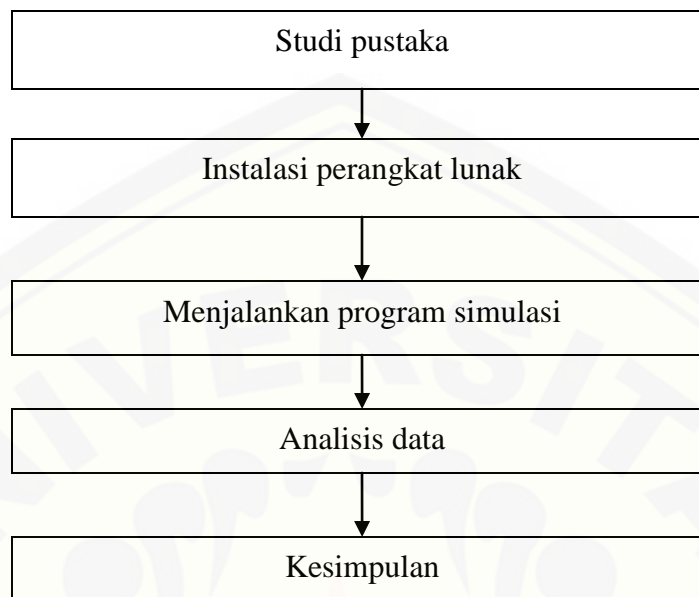 Studi pustaka
Instalasi perangkat lunak
Menjalankan program simulasi
Analisis data
Kesimpulan